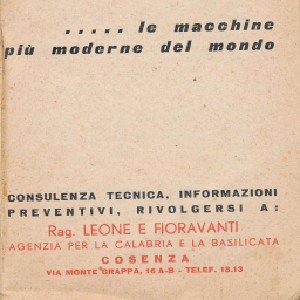 ..... le macchine
più moderne del mondo
CONSULENZA TECNICA, INFORMAZIONI
PREVENTIVI, RIVOLGERSI A:
Rag. LEONE E FIORAVANTI
AGENZIA PER LA CALABRIA E LA BASILICATA
COSENZA
VIA MONTE GRAPPA, 16 A-B - TELEF. 15.13